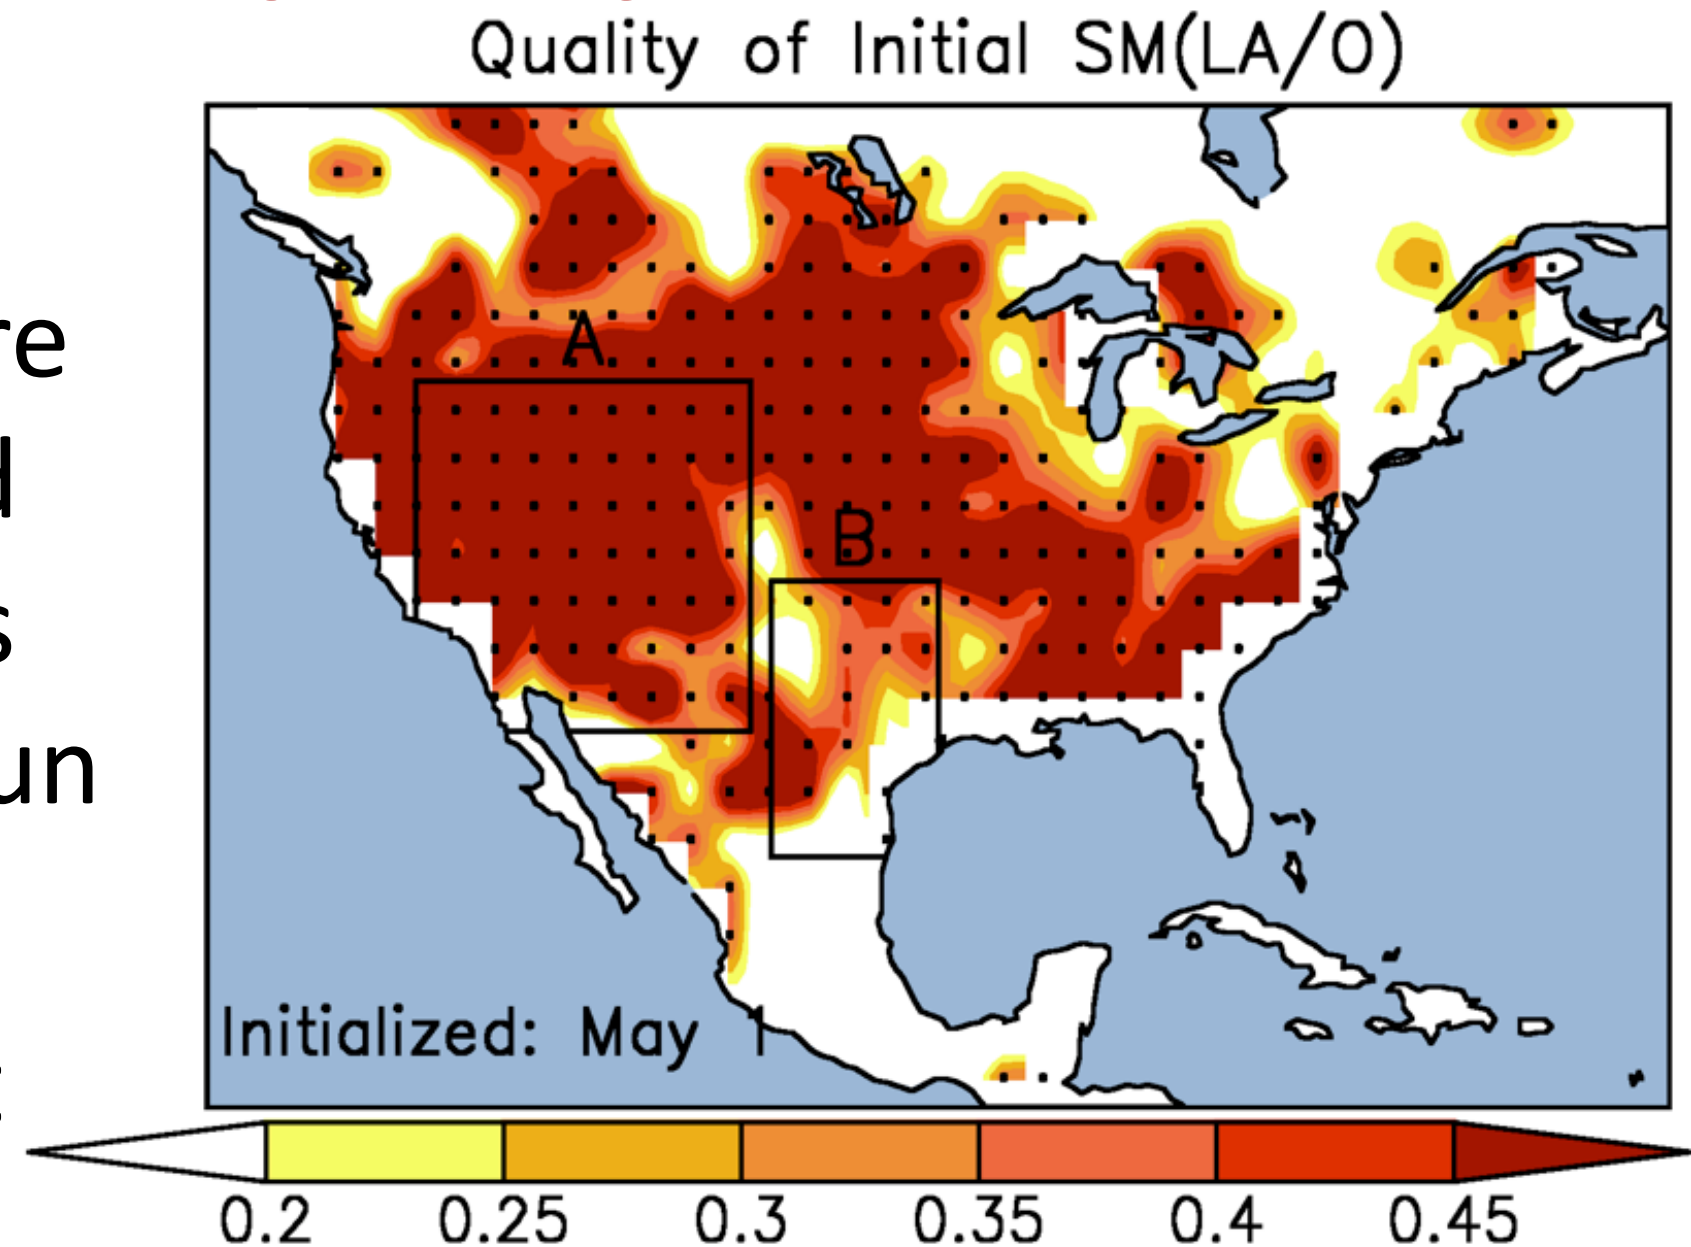 Quality of Initial SM(LA/O)
re
d
s
un
A
B
Initialized: May 1
0.2 0.25 0.3 0.35 0.4 0.45